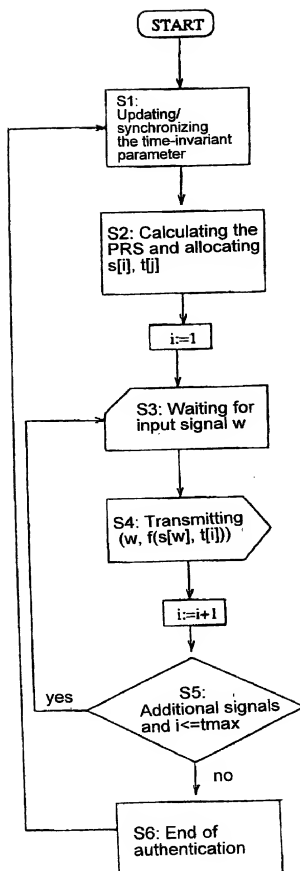 START
S1:
Updating/
synchronizing
the time-invariant
parameter
S2: Calculating the
PRS and allocating
s[i], t[j]
i:=1
S3: Waiting for
input signal w
S4: Transmitting
(w, f(s[w], t[i]))
i:=i+1
S5:
Additional signals
and i<=tmax
yes
no
S6: End of
authentication